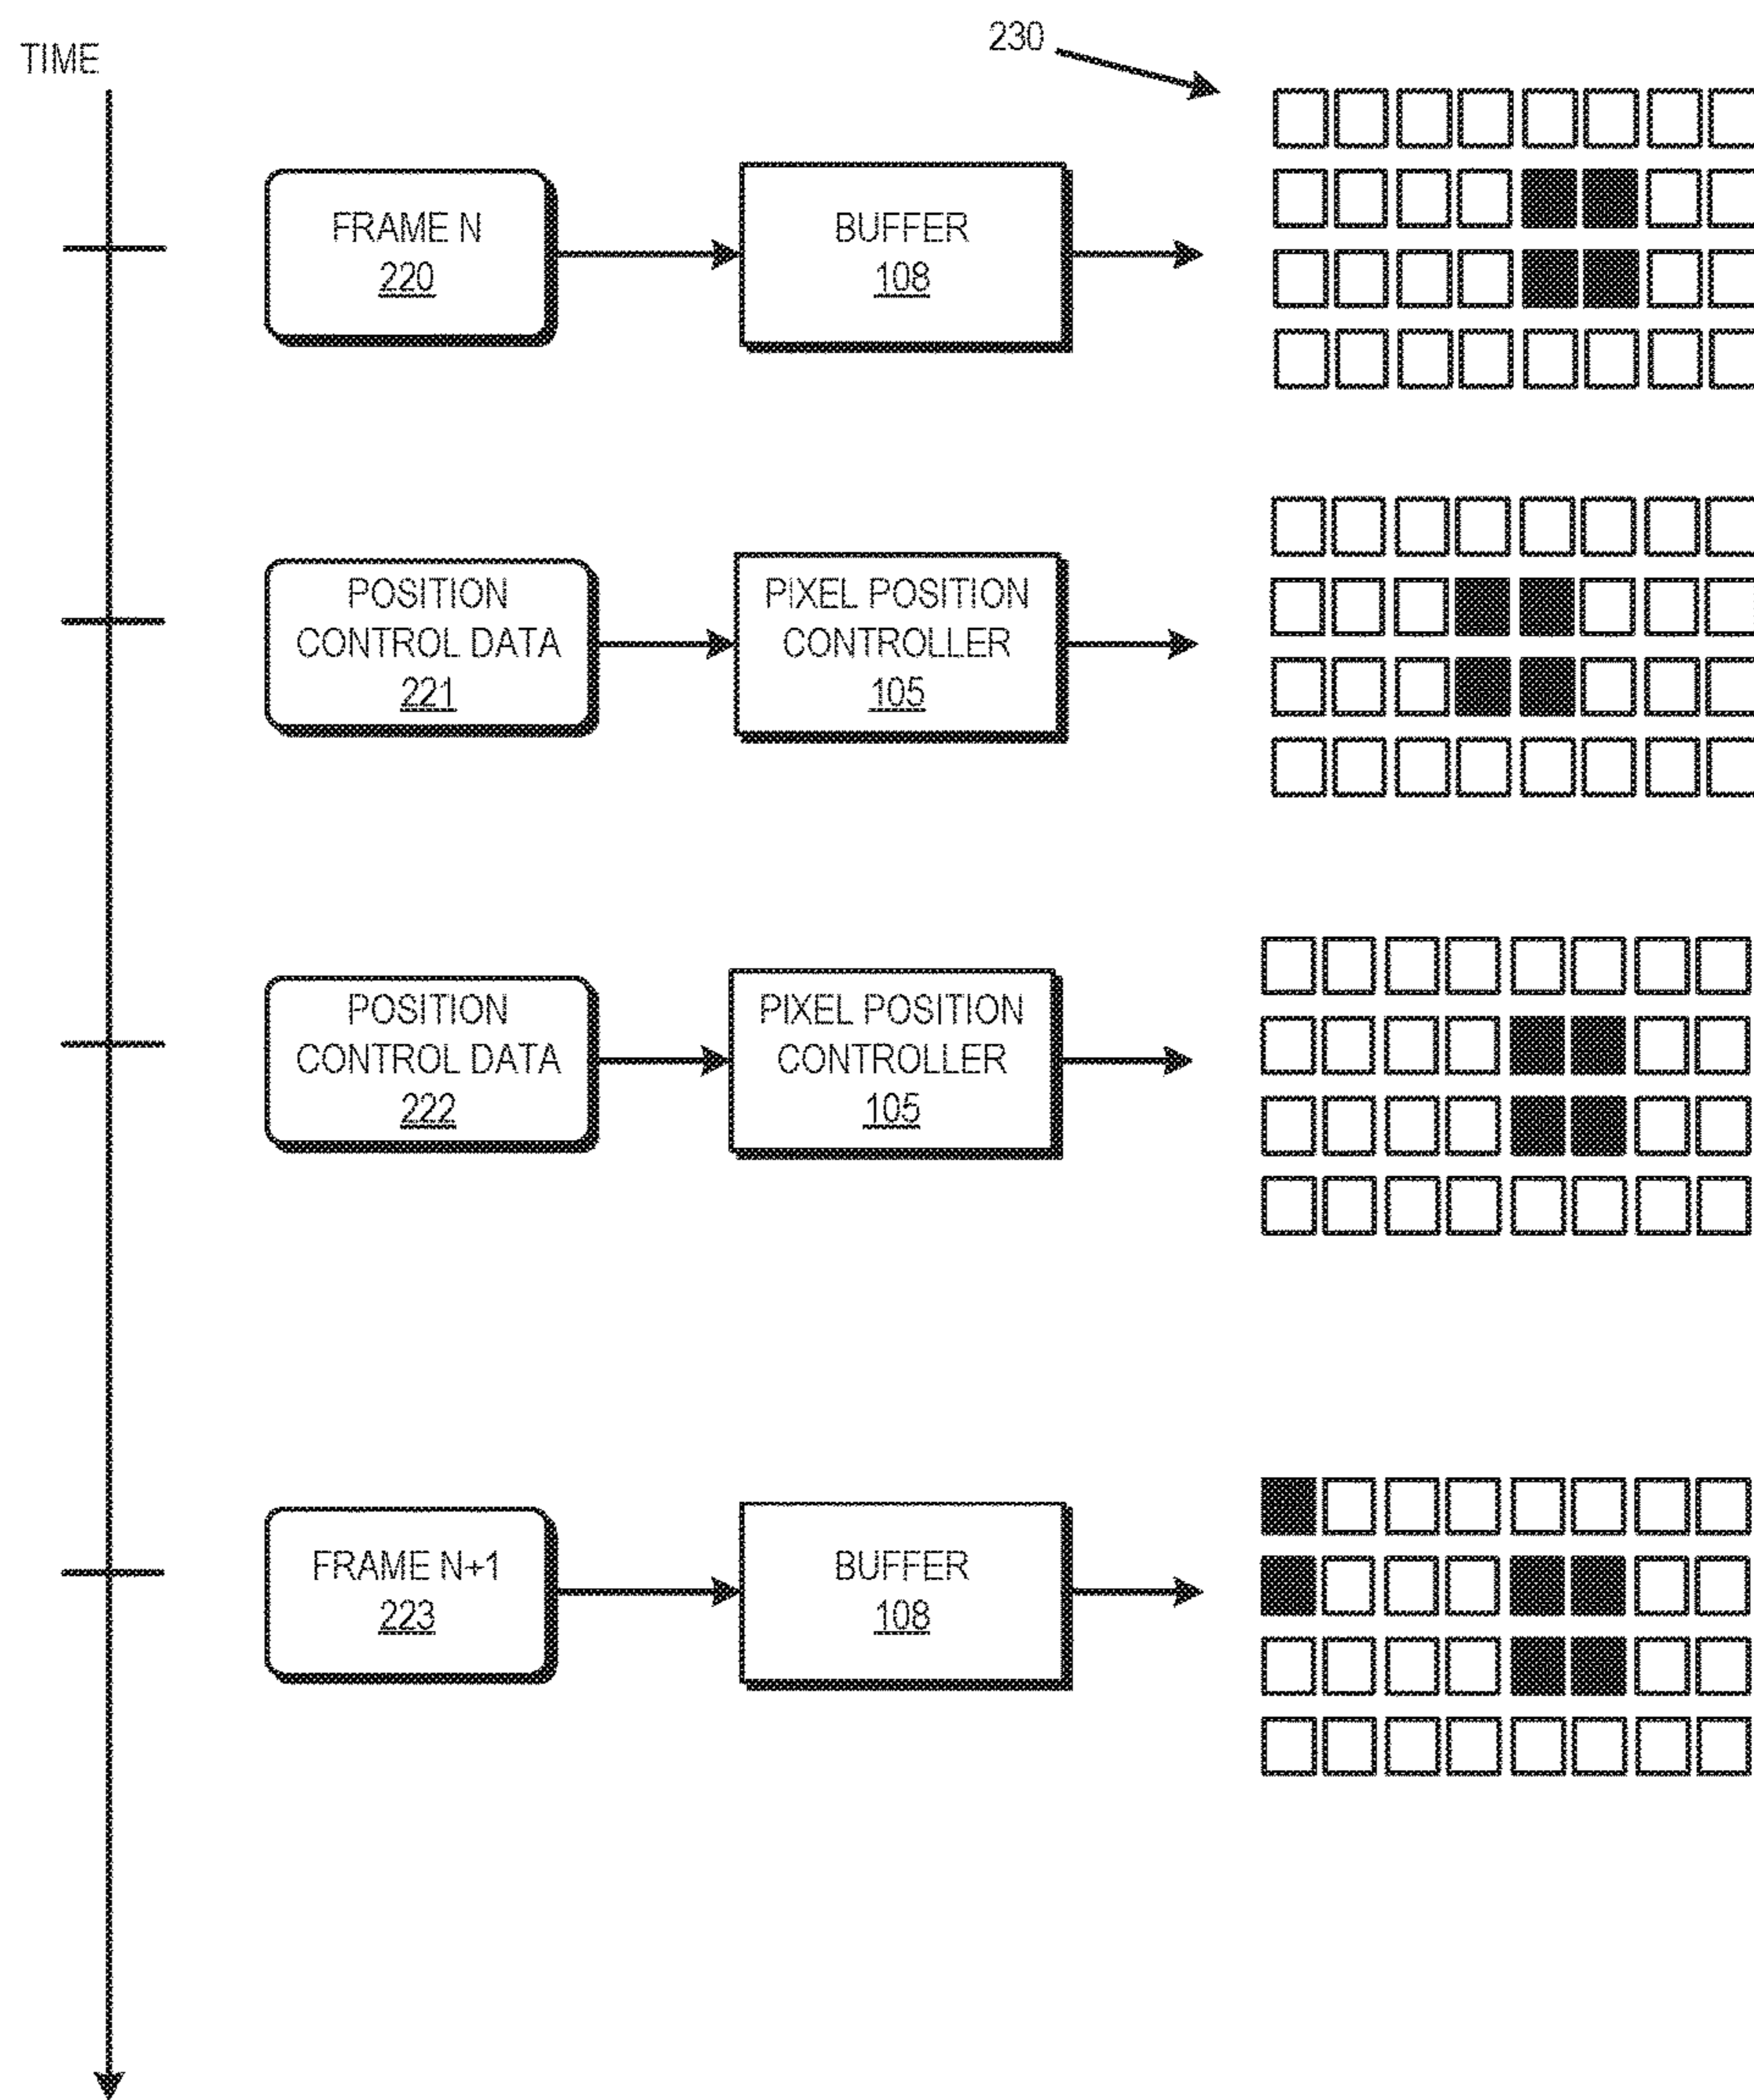 TIME
230
FRAME N
220
BUFFER
108
POSITION
CONTROL DATA
221
PIXEL POSITION
CONTROLLER
105
POSITION
CONTROL DATA
222
PIXEL POSITION
CONTROLLER
105
FRAME N+1
223
BUFFER
108